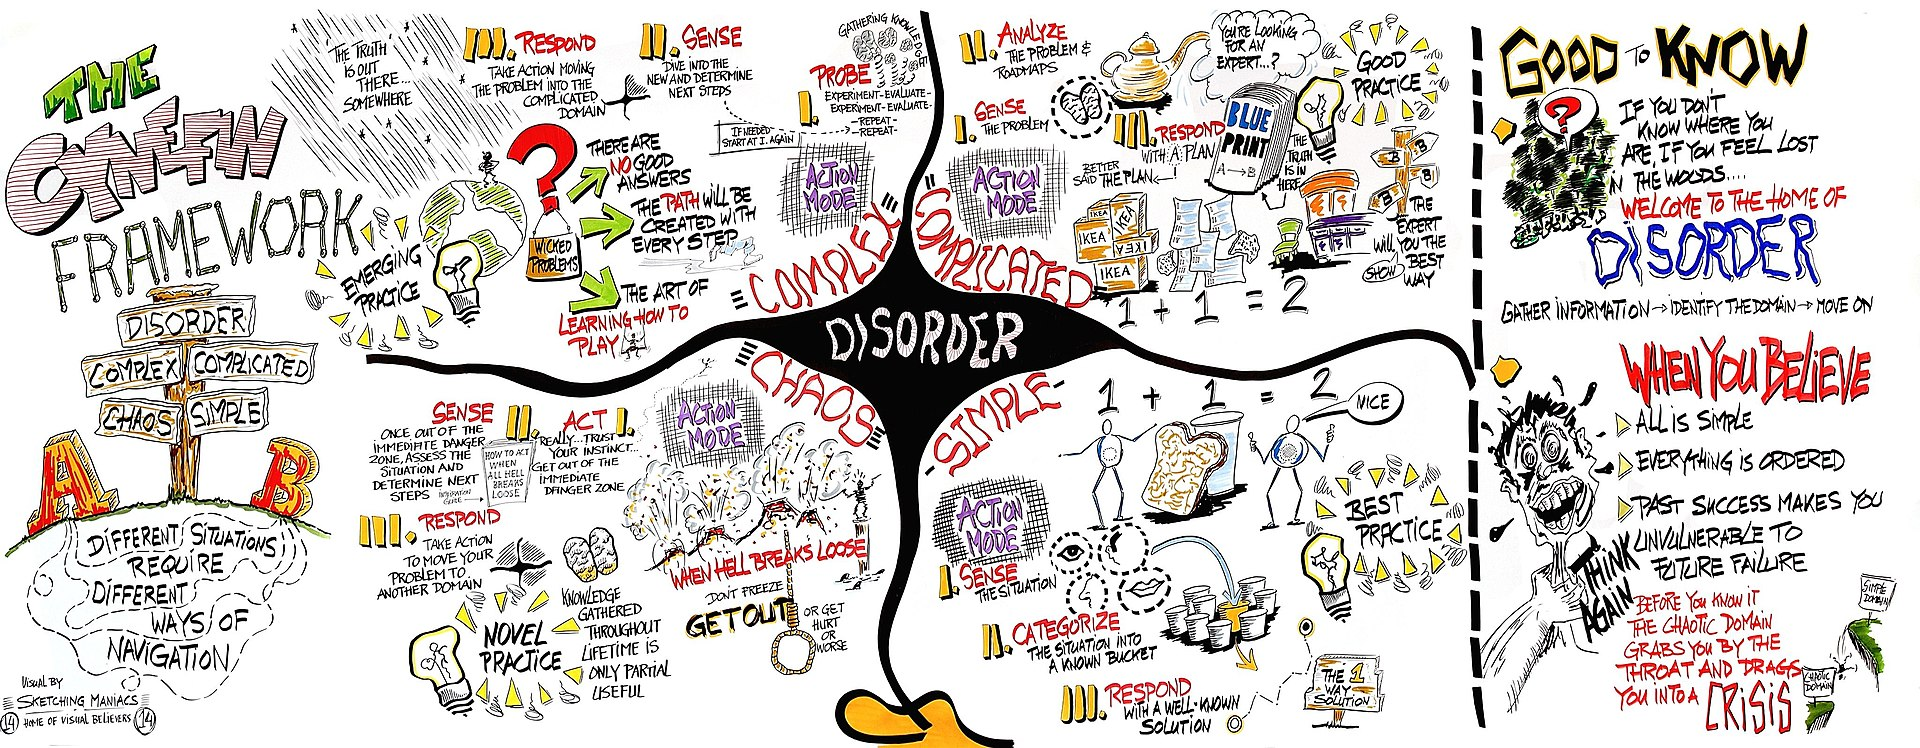 THE
CYNEFIN
FRAMEWORK
DISORDER
COMPLEX
COMPLICATED
CHAOS
SIMPLE
A
B
DIFFERENT SITUATIONS
REQUIRE
DIFFERENT
WAYS OF
NAVIGATION
VISUAL BY
SKETCHING MANIACS
14 HOME OF VISUAL BELIEVERS 14
'THE TRUTH'
IS OUT
THERE...
SOMEWHERE
III. RESPOND
TAKE ACTION MOVING
THE PROBLEM INTO THE
COMPLICATED
DOMAIN
II. SENSE
DIVE INTO THE
NEW AND DETERMINE
NEXT STEPS
GATHERING KNOWLEDGE
PROBE
I.
EXPERIMENT-EVALUATE-
EXPERIMENT-EVALUATE-
-REPEAT-
-REPEAT-
IF NEEDED
START AT I. AGAIN
ACTION
MODE
?
WICKED
PROBLEMS
THERE ARE
NO GOOD
ANSWERS
THE PATH WILL BE
CREATED WITH
EVERY STEP
THE ART OF
LEARNING HOW TO
PLAY
EMERGING
PRACTICE
COMPLEX
COMPLICATED
DISORDER
CHAOS
SIMPLE
II. ANALYZE
THE PROBLEM &
ROADMAPS
I. SENSE
THE PROBLEM
III. RESPOND
WITH A PLAN
BETTER
SAID THE PLAN
ACTION
MODE
YOU'RE LOOKING
FOR AN
EXPERT...?
BLUE
PRINT
A → B
THE
TRUTH
IS IN
HERE
GOOD
PRACTICE
B
B
B
B
IKEA
IKEA
IKEA
IKEA
IKEA
THE
EXPERT
WILL SHOW YOU THE
BEST
WAY
1 + 1 = 2
SENSE
II.
ONCE OUT OF THE
IMMEDIATE DANGER
ZONE, ASSESS THE
SITUATION AND
DETERMINE NEXT
STEPS
HOW TO ACT
WHEN
ALL HELL
BREAKS
LOOSE
ACT I.
REALLY...TRUST
YOUR INSTINCT...
GET OUT OF THE
IMMEDIATE
DANGER ZONE
ACTION
MODE
III. RESPOND
TAKE ACTION
TO MOVE YOUR
PROBLEM TO
ANOTHER DOMAIN
NOVEL
PRACTICE
KNOWLEDGE
GATHERED
THROUGHOUT
LIFETIME IS
ONLY PARTIAL
USEFUL
WHEN HELL BREAKS LOOSE
DON'T FREEZE
GET OUT
OR GET
HURT
OR
WORSE
1 + 1 = 2
NICE
ACTION
MODE
BEST
PRACTICE
I. SENSE
THE SITUATION
II. CATEGORIZE
THE SITUATION INTO
A KNOWN BUCKET
III. RESPOND
WITH A WELL-KNOWN
SOLUTION
THE 1
WAY
SOLUTION
GOOD TO KNOW
?
IF YOU DON'T
KNOW WHERE YOU
ARE, IF YOU FEEL LOST
IN THE WOODS....
WELCOME TO THE HOME OF
DISORDER
GATHER INFORMATION → IDENTIFY THE DOMAIN → MOVE ON
WHEN YOU BELIEVE
ALL IS SIMPLE
EVERYTHING IS ORDERED
PAST SUCCESS MAKES YOU
UNVULNERABLE TO
FUTURE FAILURE
THINK
AGAIN
BEFORE YOU KNOW IT
THE CHAOTIC DOMAIN
GRABS YOU BY THE
THROAT AND DRAGS
YOU INTO A CRISIS
SIMPLE
DOMAIN
CHAOTIC
DOMAIN